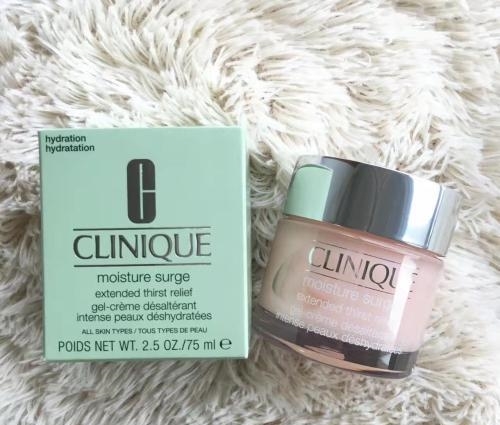 hydration
hydratation
C
CLINIQUE
moisture surge
extended thirst relief
gel-crème désaltérant
intense peaux déshydratées
ALL SKIN TYPES / TOUS TYPES DE PEAU
POIDS NET WT. 2.5 OZ./75 ml ℮
CLINIQUE
moisture surge
extended thirst relief
gel-crème désaltérant
intense peaux déshydratées